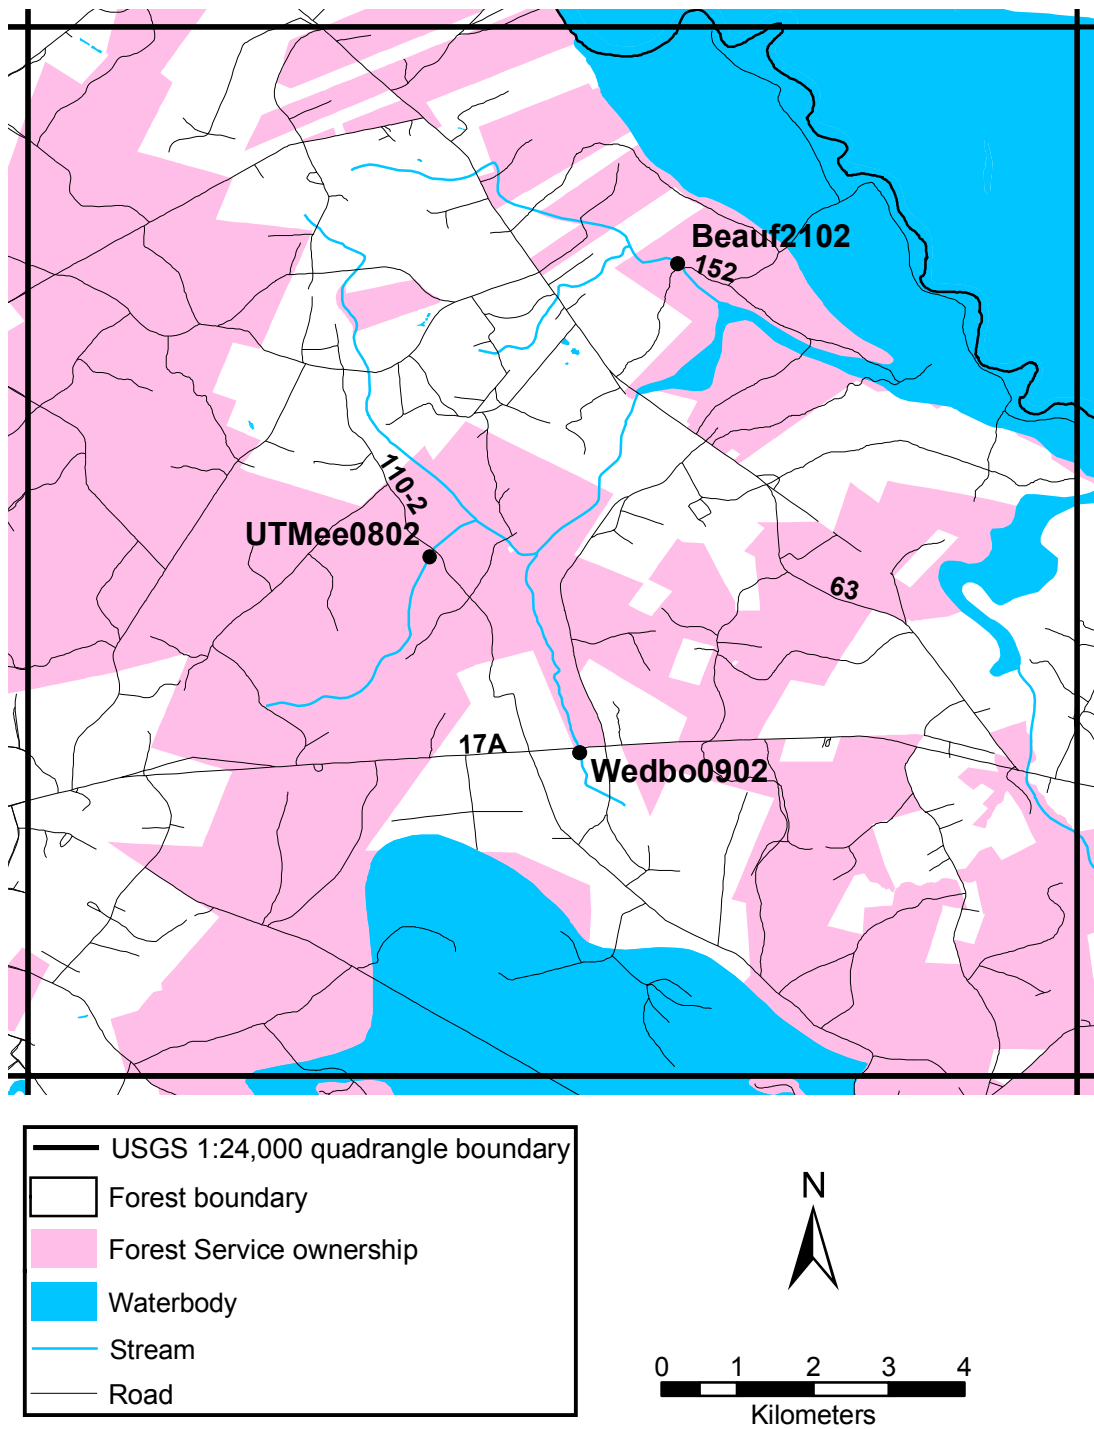 Beauf2102
152
110-2
UTMee0802
63
17A
Wedbo0902
USGS 1:24,000 quadrangle boundary
Forest boundary
Forest Service ownership
Waterbody
Stream
Road
N
0 1 2 3 4
Kilometers